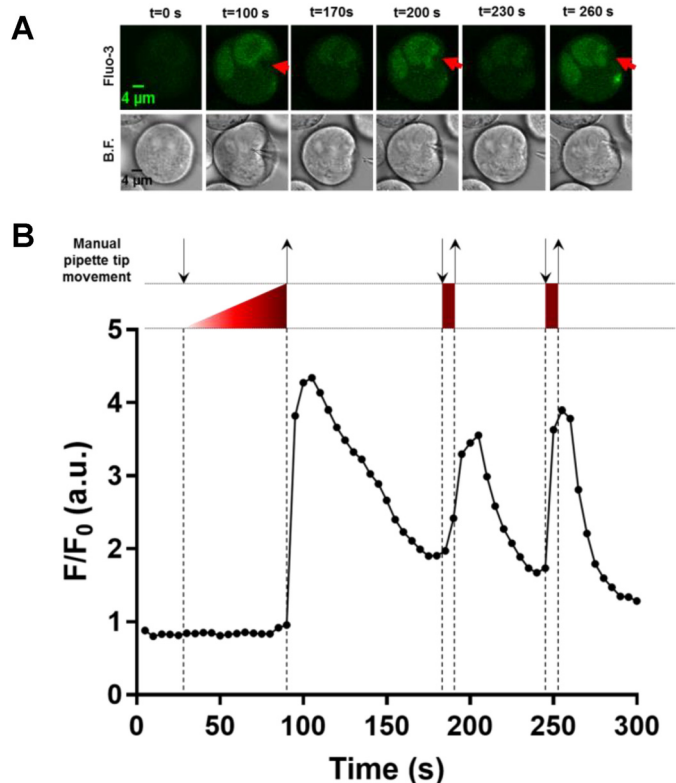 A
t=0 s t=100 s t=170s t=200 s t=230 s t= 260 s
Fluo-3
4 µm
B.F.
4 µm
B
Manual
pipette tip
movement
5
4
3
2
1
0
F/F0 (a.u.)
0 50 100 150 200 250 300
Time (s)